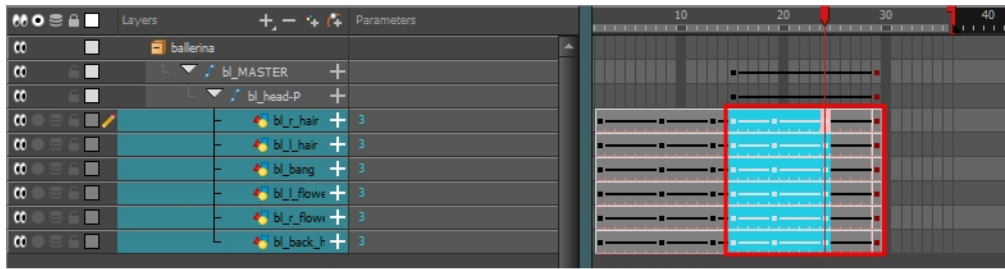 Layers Parameters 10 20 30 40
ballerina
bl_MASTER
bl_head-P
bl_r_hair 3
bl_l_hair 3
bl_bang 3
bl_l_flowe 3
bl_r_flowe 3
bl_back_h 3